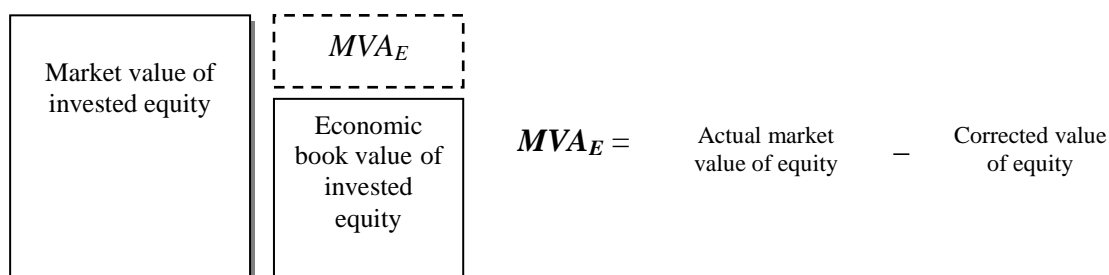 Market value of
invested equity
MVA_E
Economic
book value of
invested
equity
MVA_E =
Actual market
value of equity
–
Corrected value
of equity